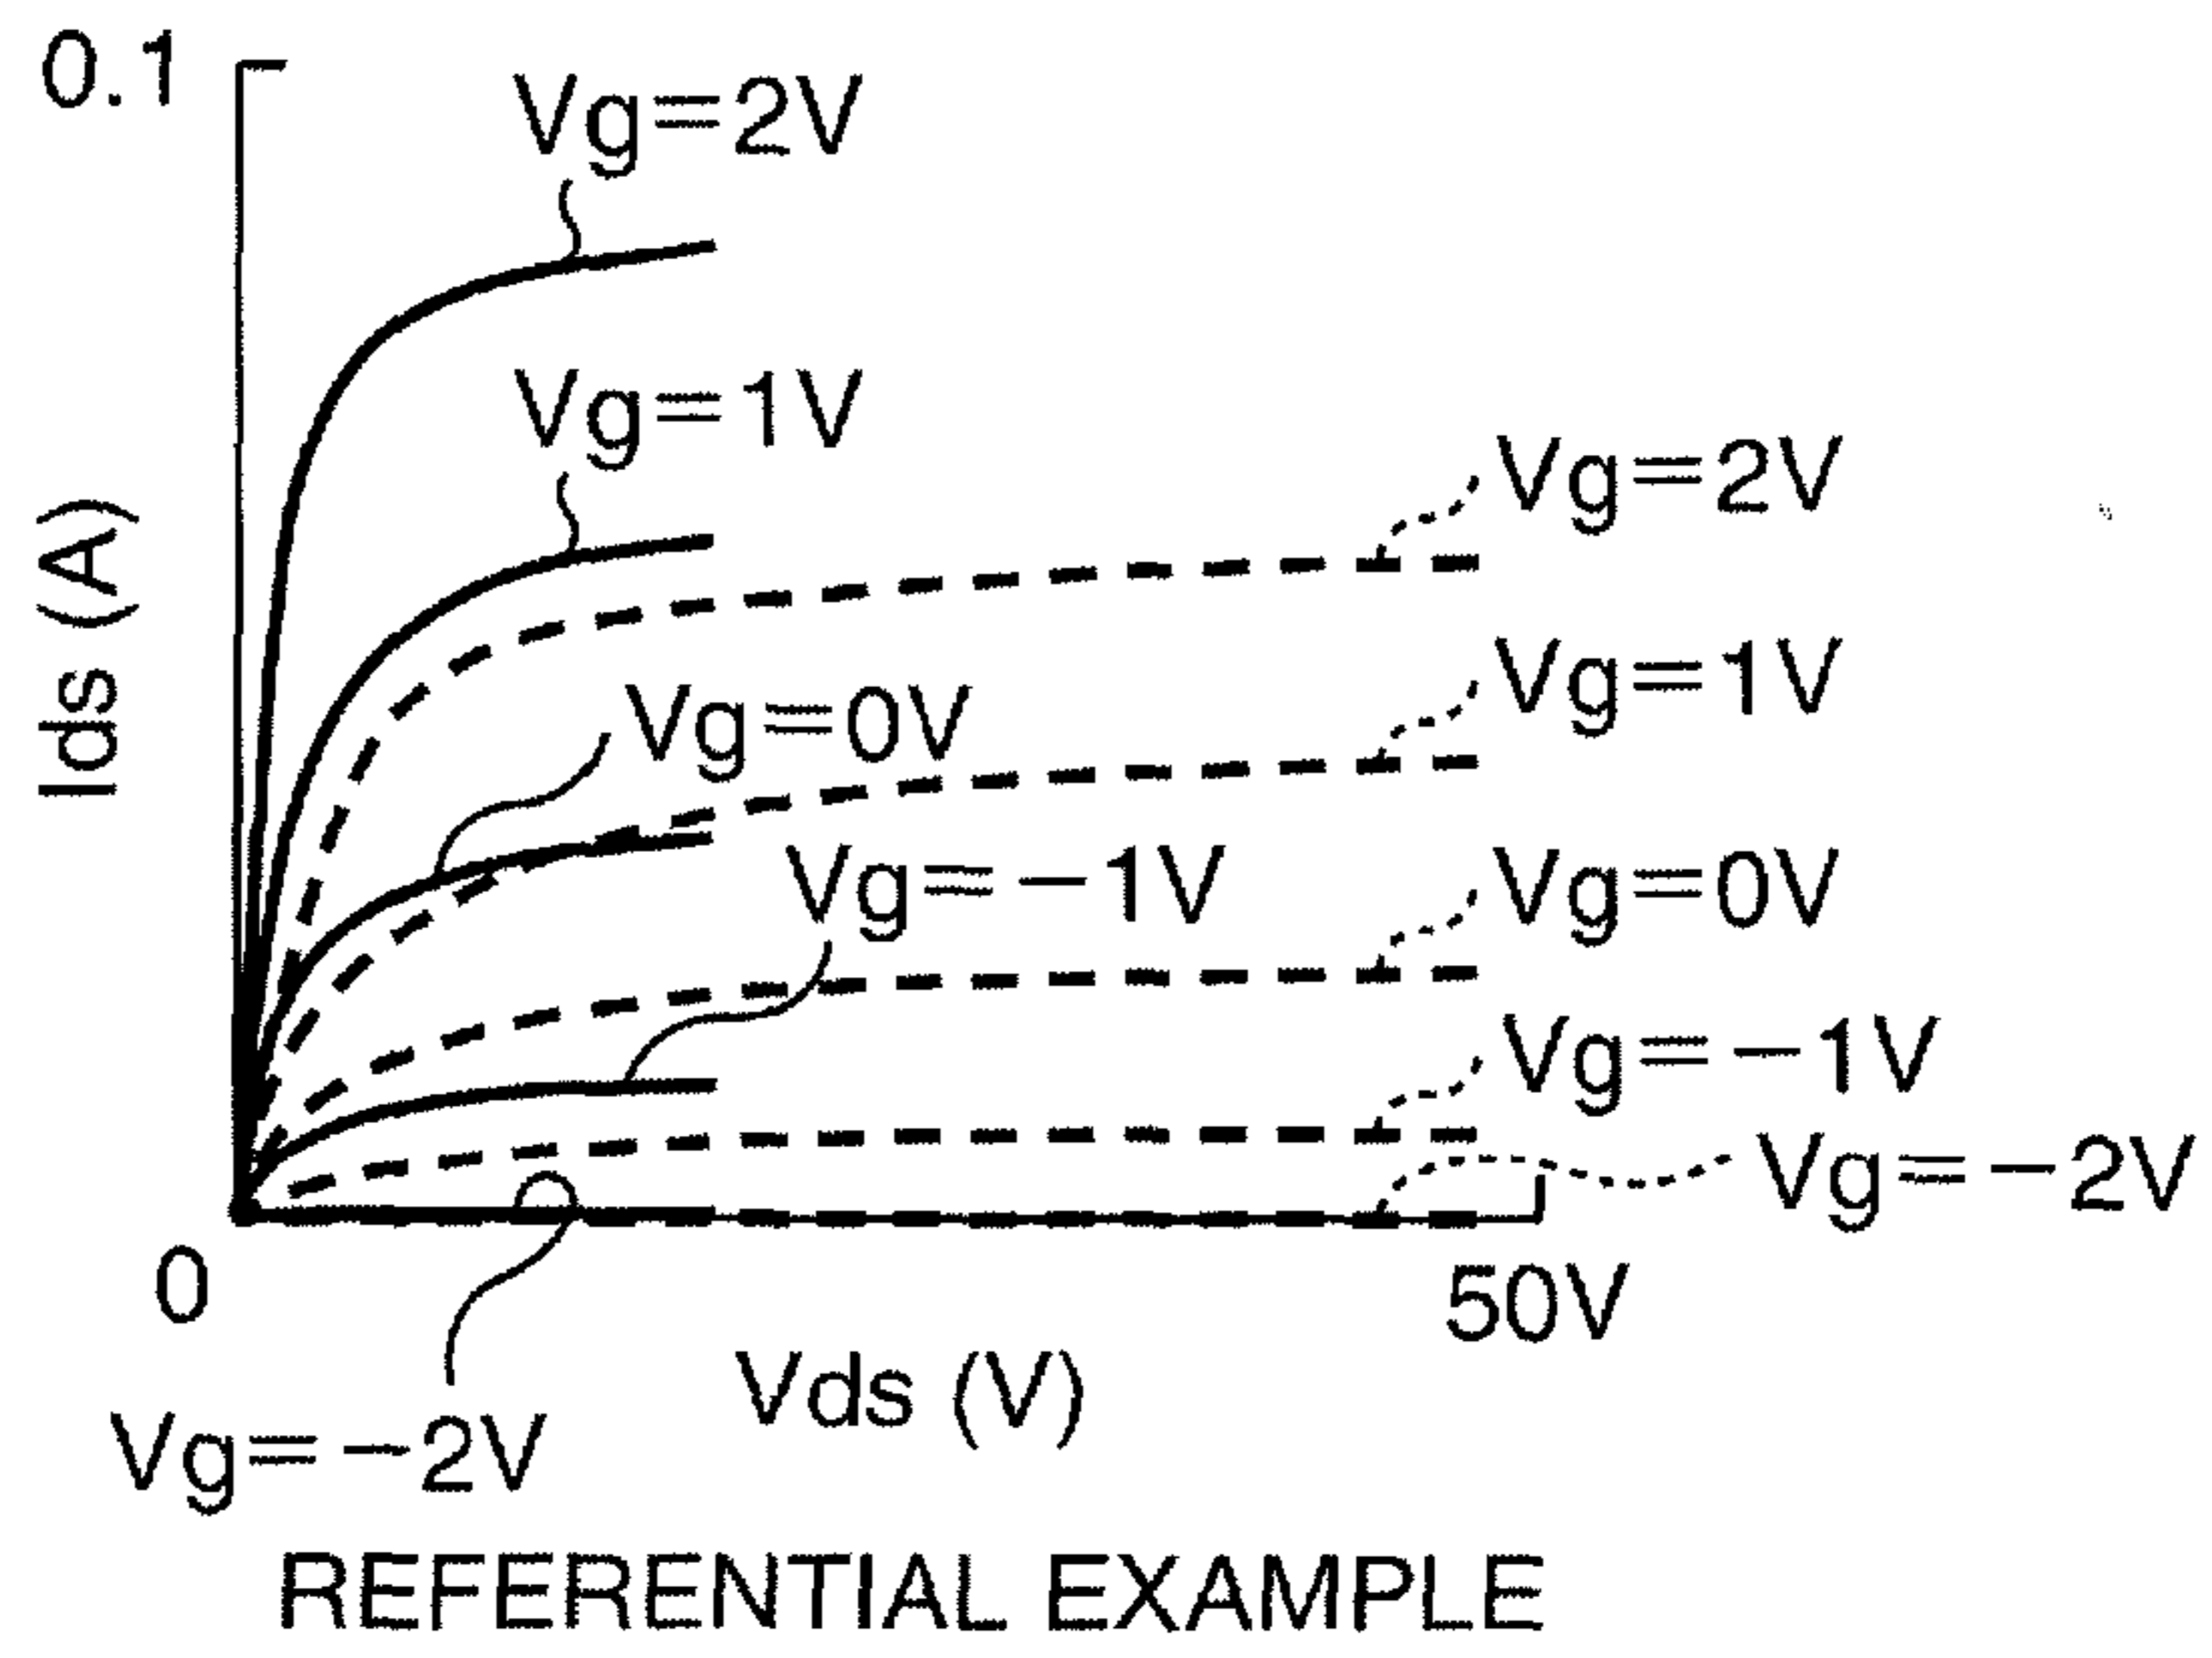 0.1
Vg=2V
Vg=1V
Vg=2V
Ids (A)
Vg=1V
Vg=0V
Vg=-1V
Vg=0V
Vg=-1V
Vg=-2V
0
50V
Vds (V)
Vg=-2V
REFERENTIAL EXAMPLE